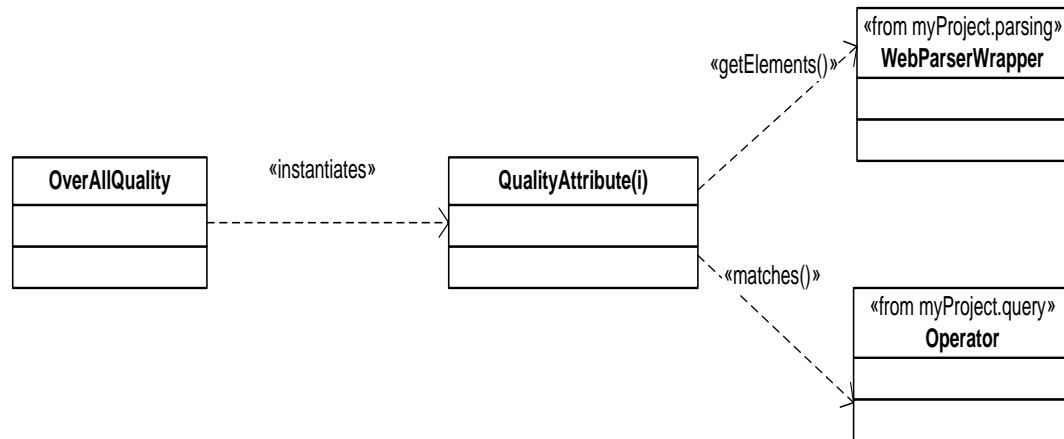 «from myProject.parsing»
WebParserWrapper
«getElements()»
OverAllQuality
«instantiates»
QualityAttribute(i)
«matches()»
«from myProject.query»
Operator